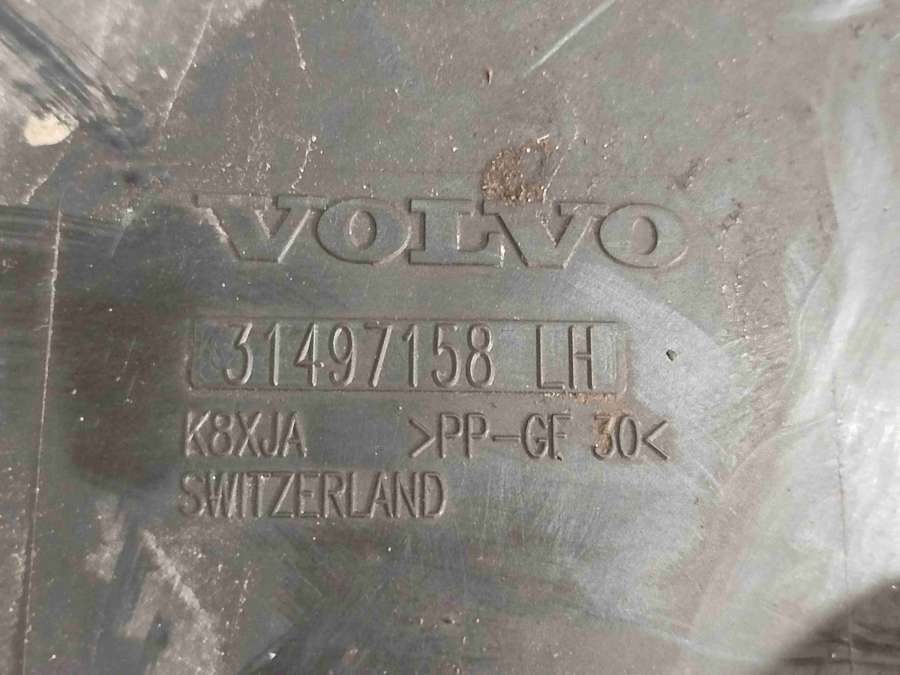 VOLVO
31497158 LH
K8XJA >PP-GF 30<
SWITZERLAND